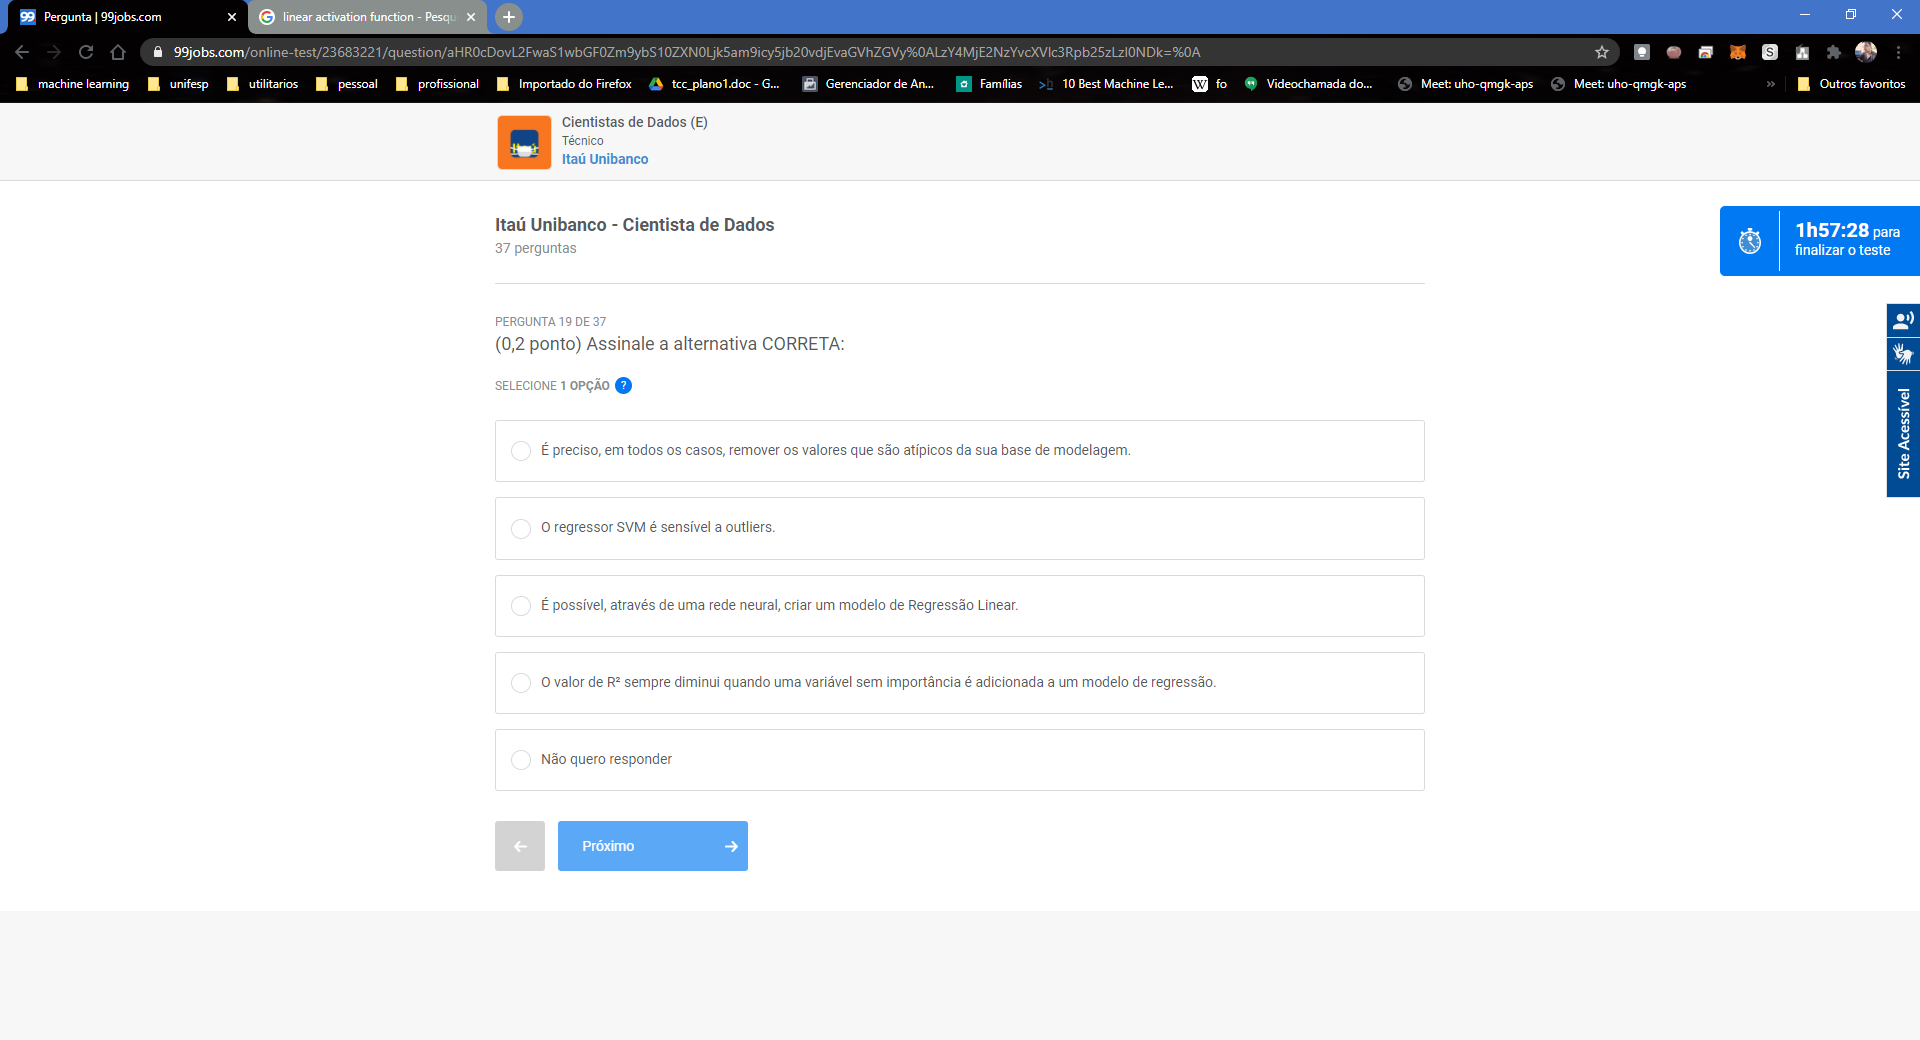 Pergunta | 99jobs.com
linear activation function - Pesqu
99jobs.com/online-test/23683221/question/aHR0cDovL2FwaS1wbGF0Zm9ybS10ZXN0Ljk5am9icy5jb20vdjEvaGVhZGVy%0ALzY4MjE2NzYvcXVlc3Rpb25zLzI0NDk=%0A
machine learning
unifesp
utilitarios
pessoal
profissional
Importado do Firefox
tcc_plano1.doc - G...
Gerenciador de An...
Famílias
10 Best Machine Le...
fo
Videochamada do...
Meet: uho-qmgk-aps
Meet: uho-qmgk-aps
Outros favoritos
Cientistas de Dados (E)
Técnico
Itaú Unibanco
Itaú Unibanco - Cientista de Dados
37 perguntas
1h57:28 para
finalizar o teste
Site Acessível
PERGUNTA 19 DE 37
(0,2 ponto) Assinale a alternativa CORRETA:
SELECIONE 1 OPÇÃO ?
É preciso, em todos os casos, remover os valores que são atípicos da sua base de modelagem.
O regressor SVM é sensível a outliers.
É possível, através de uma rede neural, criar um modelo de Regressão Linear.
O valor de R² sempre diminui quando uma variável sem importância é adicionada a um modelo de regressão.
Não quero responder
Próximo